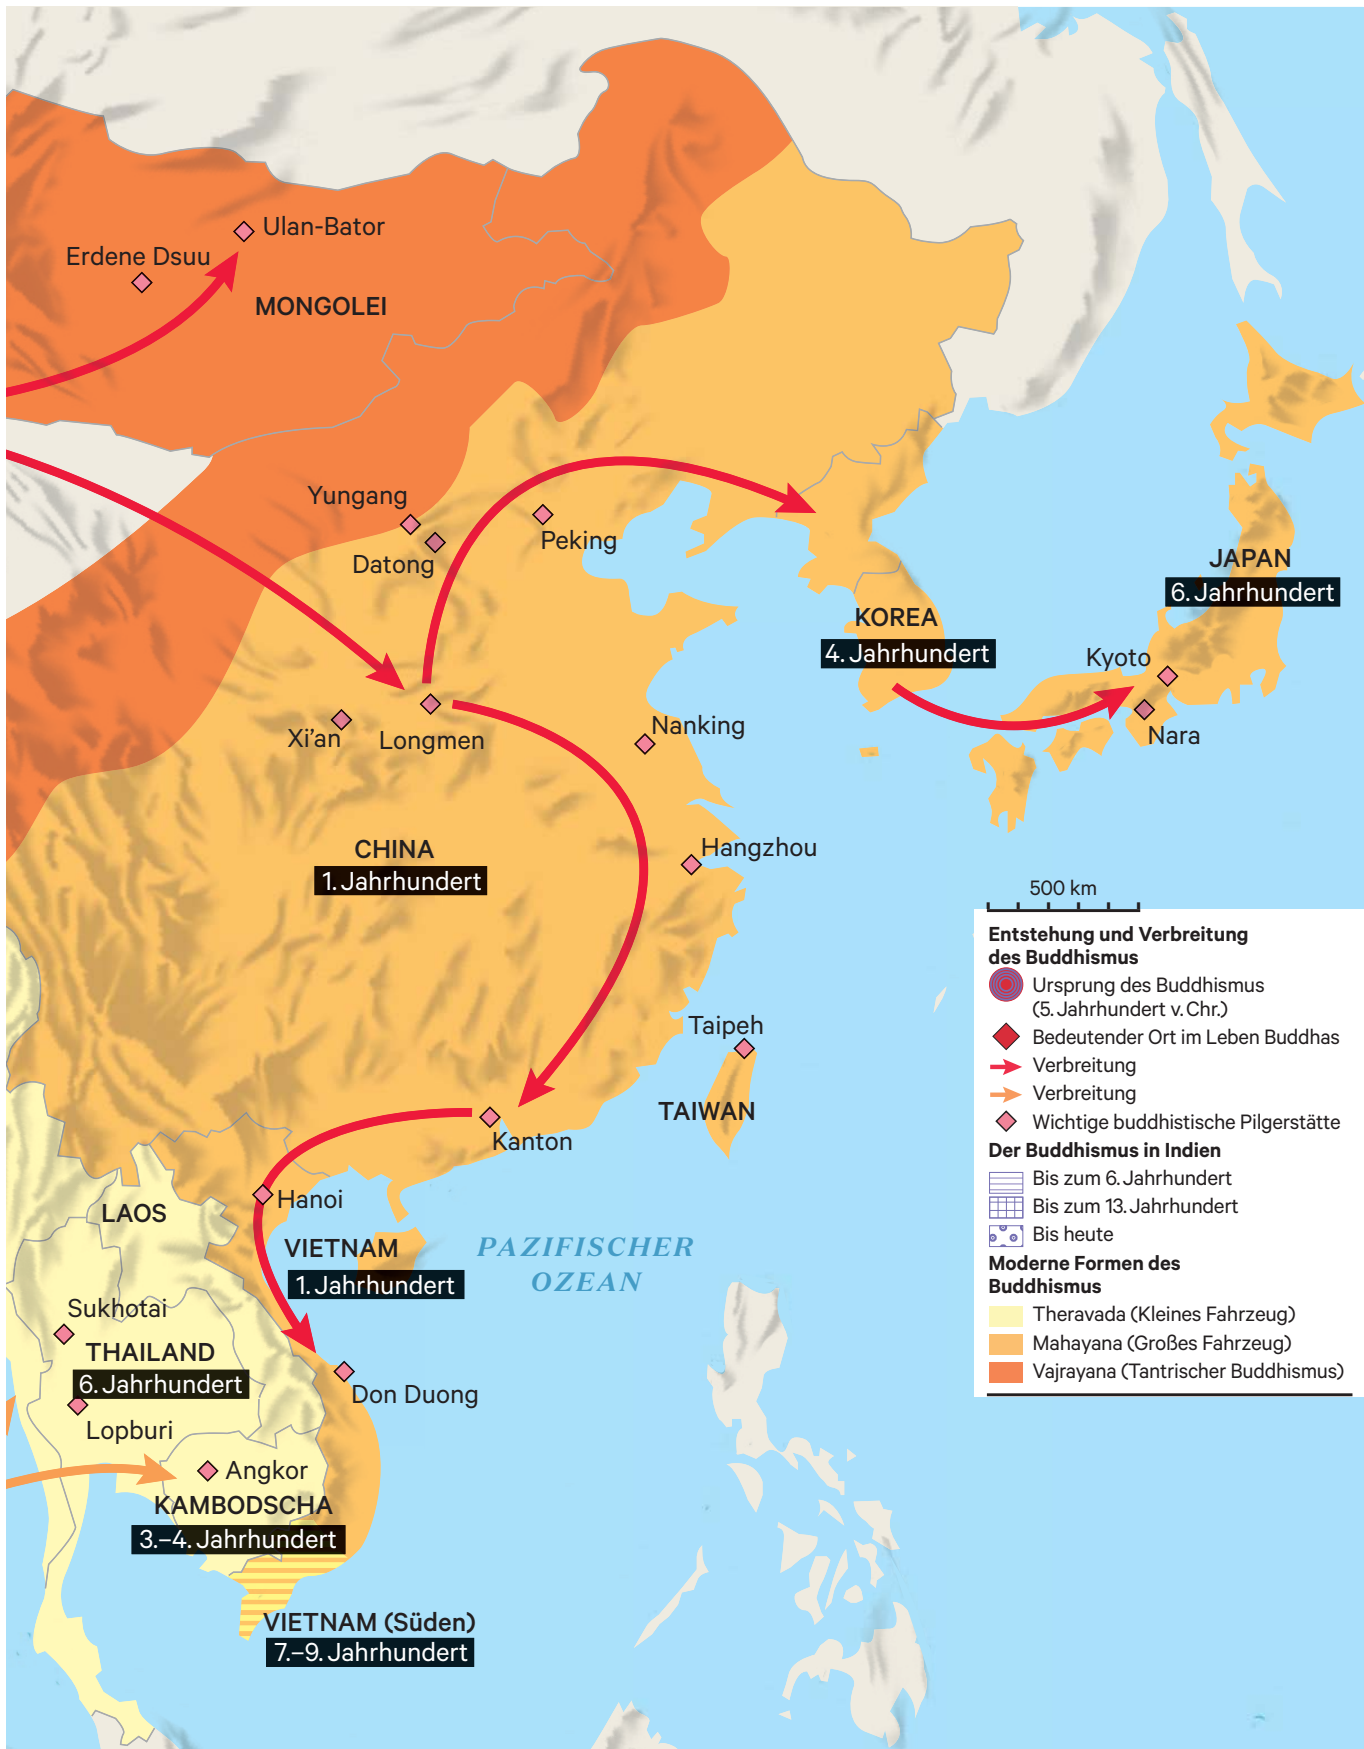 Ulan-Bator
Erdene Dsuu
MONGOLEI
Yungang
Datong
Peking
JAPAN
6. Jahrhundert
KOREA
4. Jahrhundert
Kyoto
Nara
Xi’an
Longmen
Nanking
CHINA
1. Jahrhundert
Hangzhou
500 km
Entstehung und Verbreitung
des Buddhismus
Ursprung des Buddhismus
(5. Jahrhundert v. Chr.)
Bedeutender Ort im Leben Buddhas
Verbreitung
Verbreitung
Wichtige buddhistische Pilgerstätte
Der Buddhismus in Indien
Bis zum 6. Jahrhundert
Bis zum 13. Jahrhundert
Bis heute
Moderne Formen des
Buddhismus
Theravada (Kleines Fahrzeug)
Mahayana (Großes Fahrzeug)
Vajrayana (Tantrischer Buddhismus)
Taipeh
TAIWAN
Kanton
Hanoi
LAOS
VIETNAM
1. Jahrhundert
PAZIFISCHER
OZEAN
Sukhotai
THAILAND
6. Jahrhundert
Lopburi
Don Duong
Angkor
KAMBODSCHA
3.–4. Jahrhundert
VIETNAM (Süden)
7.–9. Jahrhundert